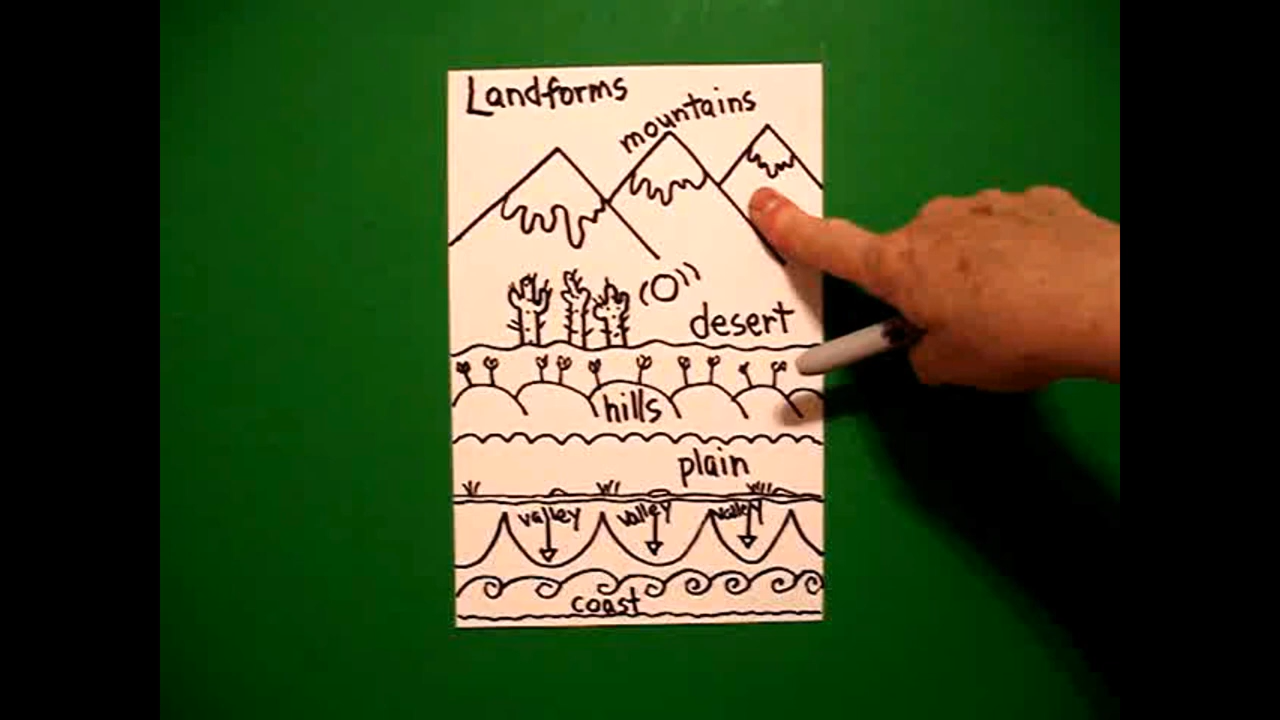 Landforms
mountains
desert
hills
plain
valley valley valley
coast